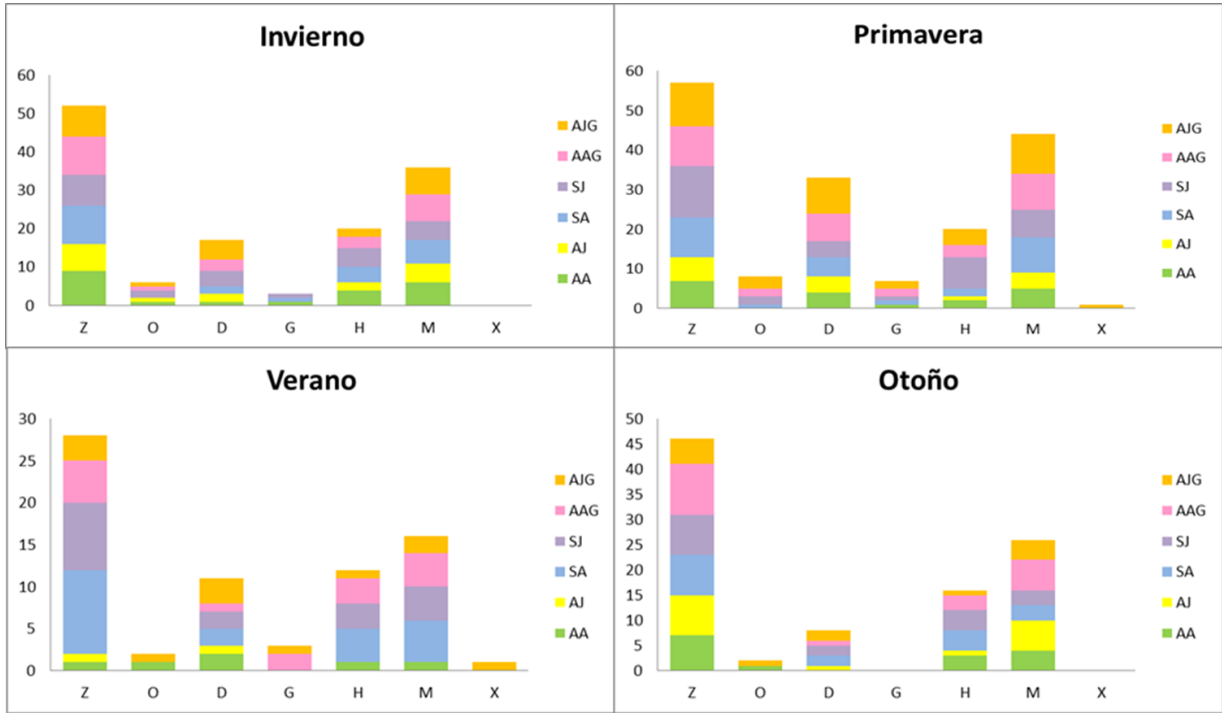 Invierno
60
50
40
30
20
10
0
Z O D G H M X
AJG
AAG
SJ
SA
AJ
AA
Primavera
60
50
40
30
20
10
0
Z O D G H M X
AJG
AAG
SJ
SA
AJ
AA
Verano
30
25
20
15
10
5
0
Z O D G H M X
AJG
AAG
SJ
SA
AJ
AA
Otoño
50
45
40
35
30
25
20
15
10
5
0
Z O D G H M X
AJG
AAG
SJ
SA
AJ
AA